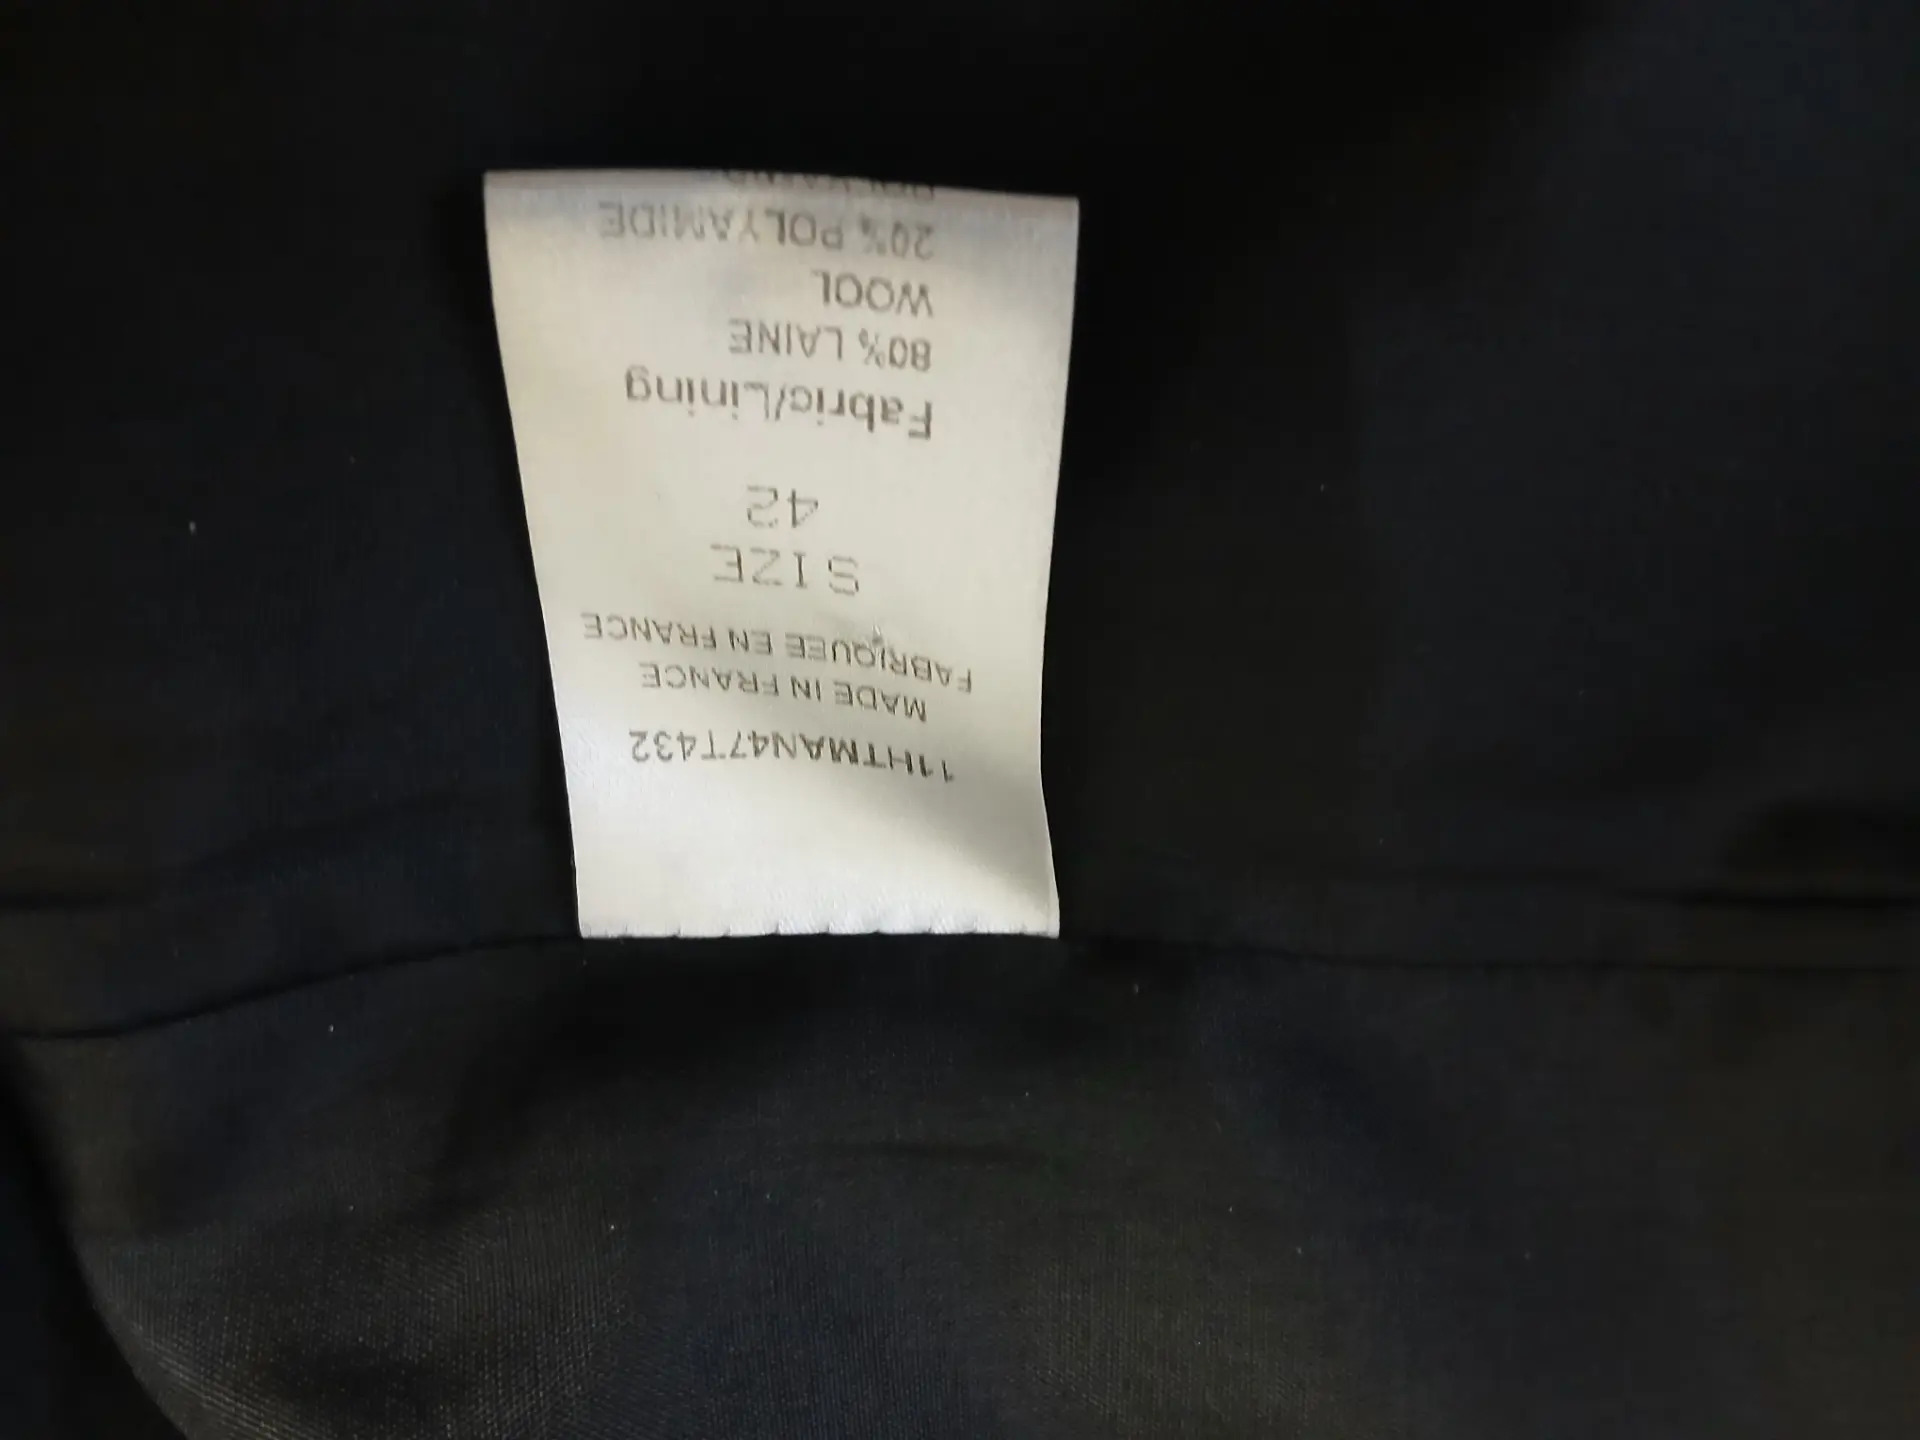 11HTMAN47T432
MADE IN FRANCE
FABRIQUEE EN FRANCE
SIZE
42
Fabric/Lining
80% LAINE
WOOL
20% POLYAMIDE